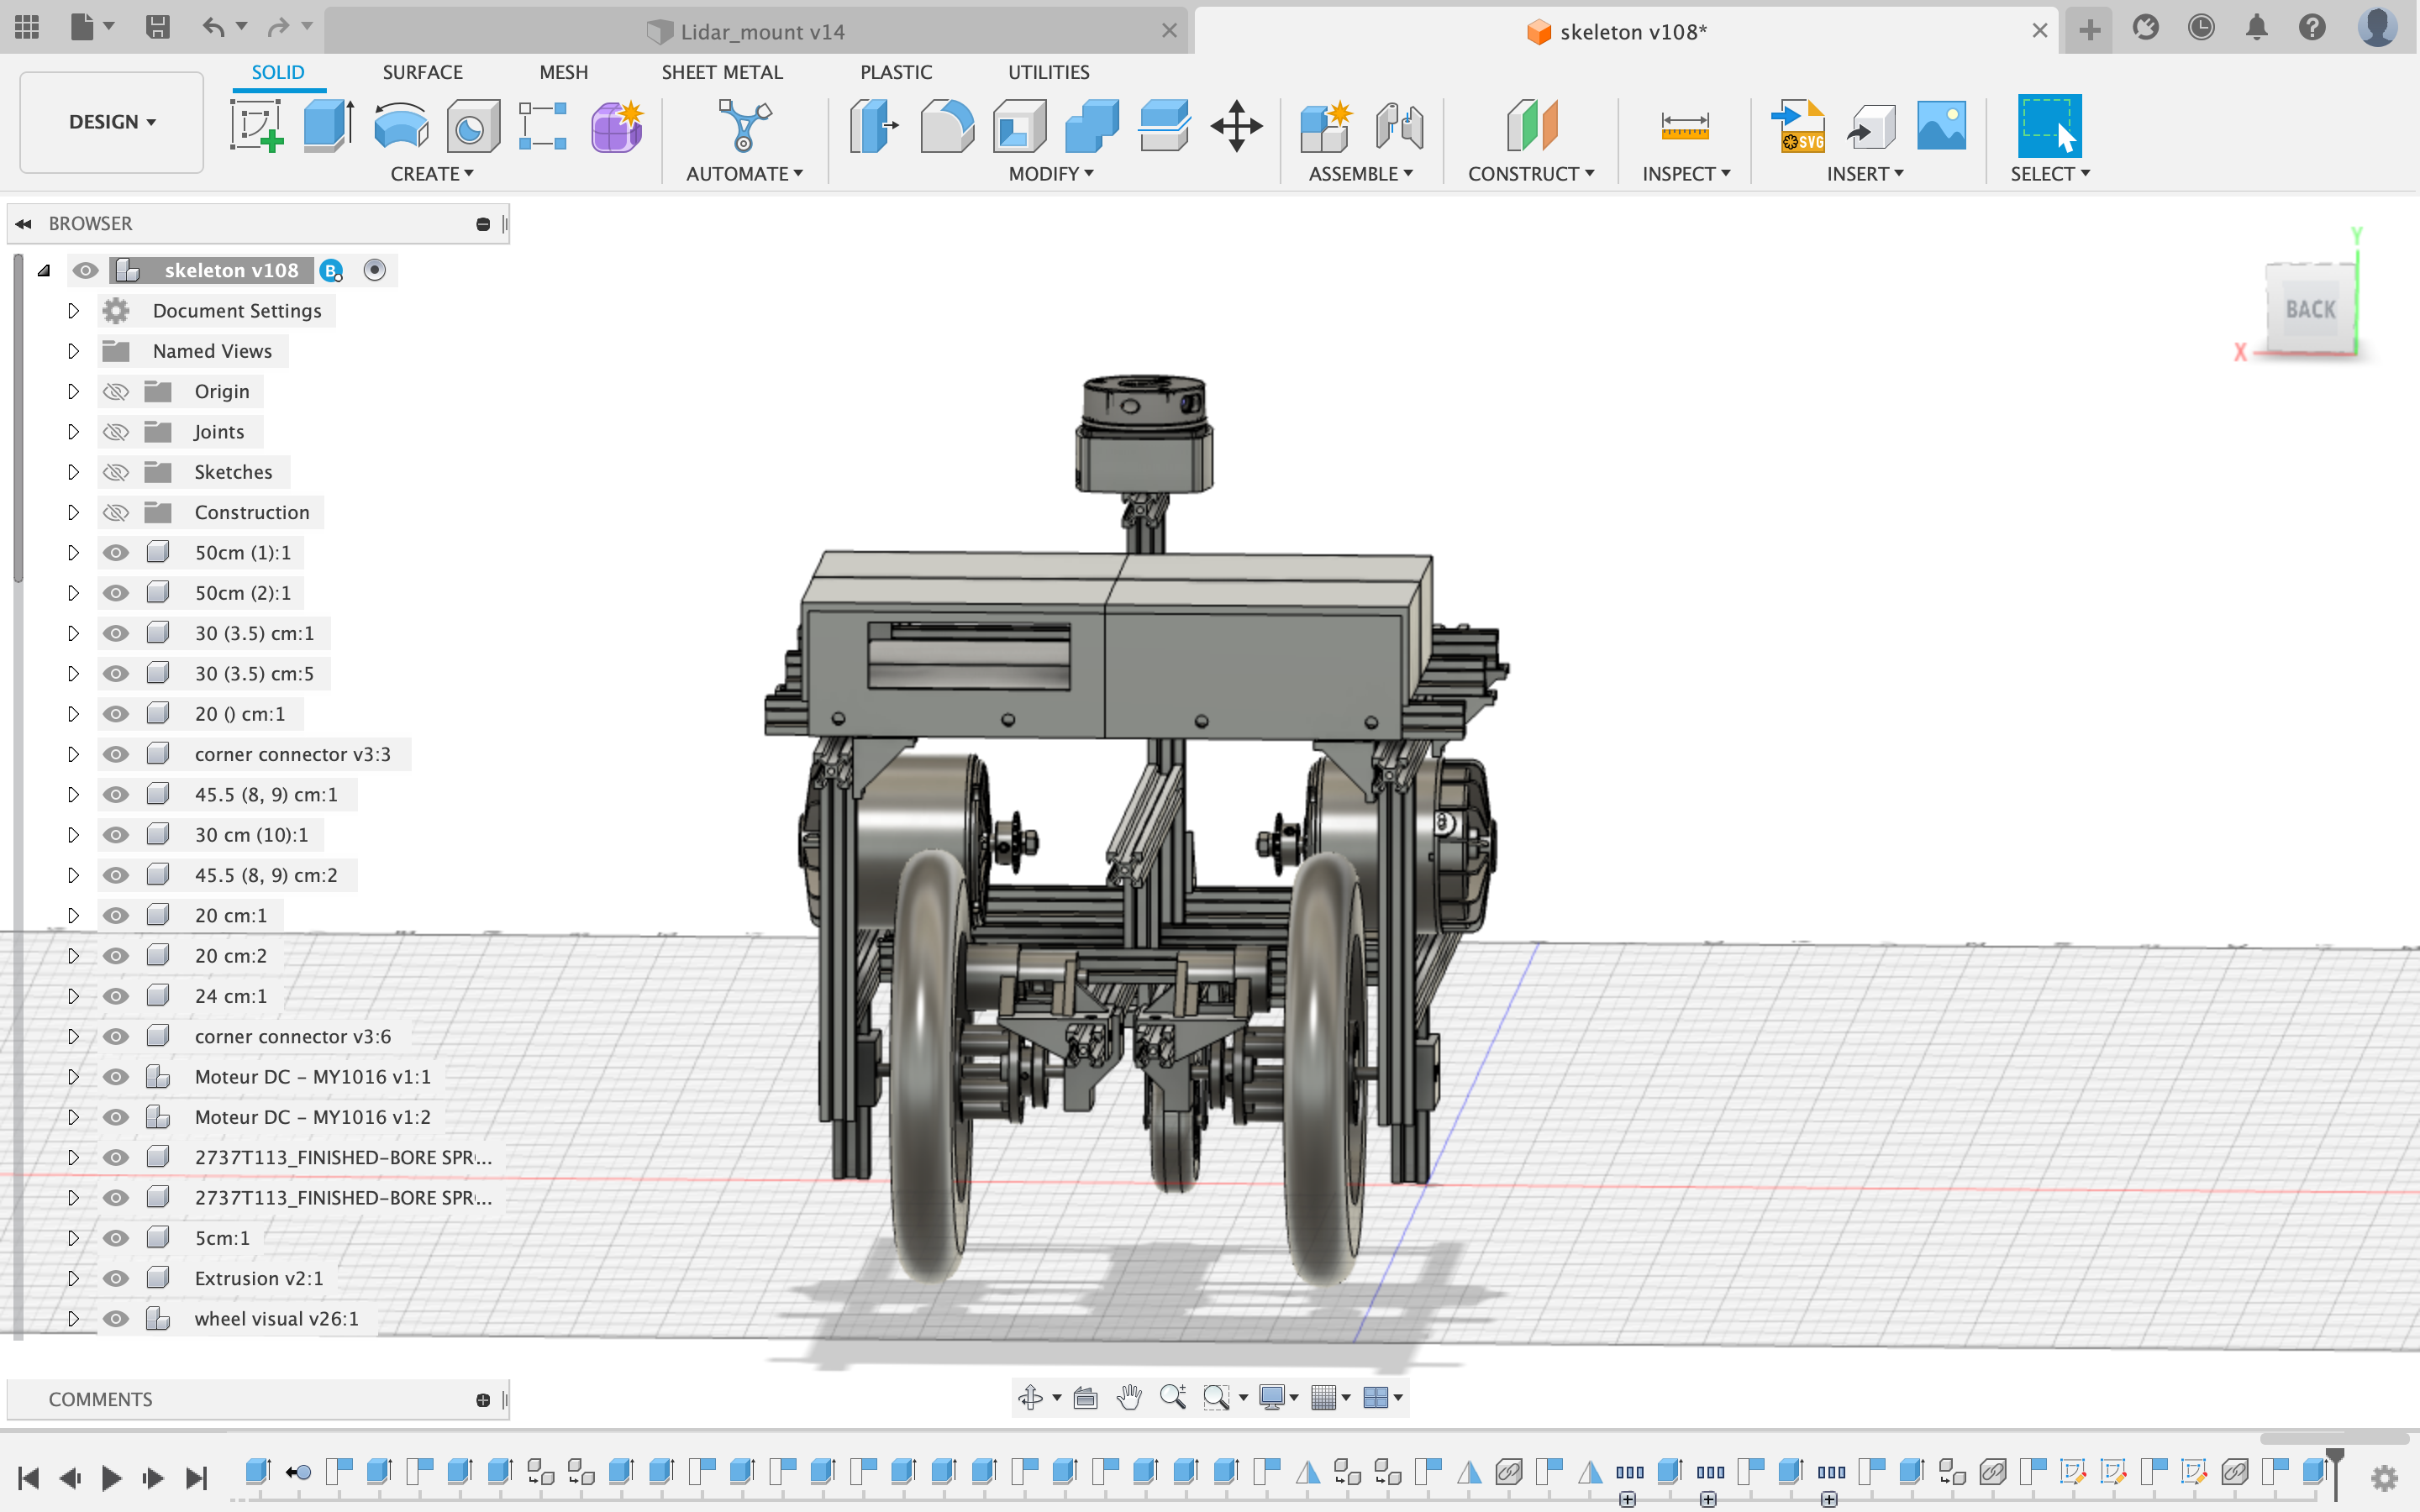 Lidar_mount v14
skeleton v108*
SOLID
SURFACE
MESH
SHEET METAL
PLASTIC
UTILITIES
DESIGN
CREATE
AUTOMATE
MODIFY
ASSEMBLE
CONSTRUCT
INSPECT
SVG
INSERT
SELECT
BROWSER
skeleton v108
B
Document Settings
Named Views
Origin
Joints
Sketches
Construction
50cm (1):1
50cm (2):1
30 (3.5) cm:1
30 (3.5) cm:5
20 () cm:1
corner connector v3:3
45.5 (8, 9) cm:1
30 cm (10):1
45.5 (8, 9) cm:2
20 cm:1
20 cm:2
24 cm:1
corner connector v3:6
Moteur DC - MY1016 v1:1
Moteur DC - MY1016 v1:2
2737T113_FINISHED-BORE SPR...
2737T113_FINISHED-BORE SPR...
5cm:1
Extrusion v2:1
wheel visual v26:1
Y
BACK
X
COMMENTS